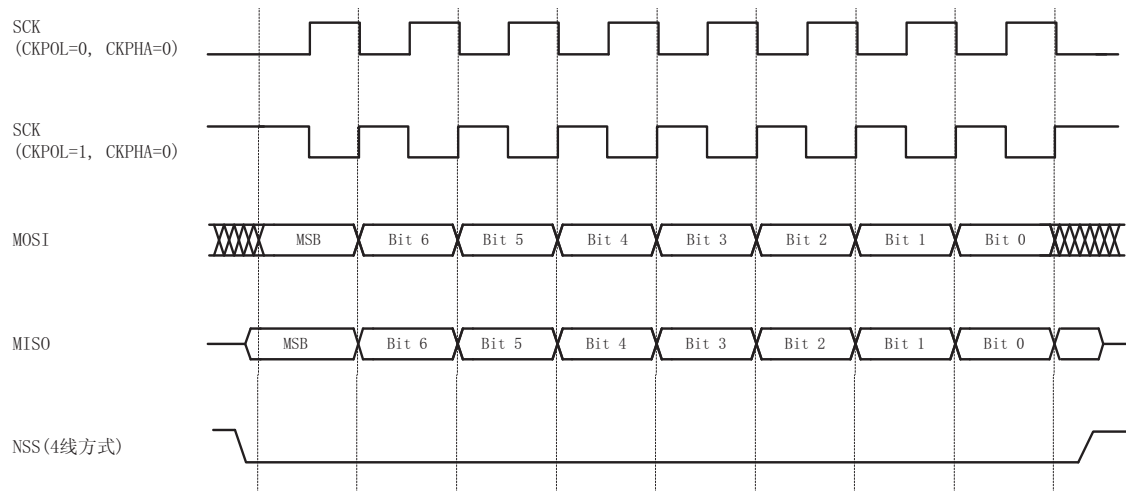 SCK
(CKPOL=0, CKPHA=0)
SCK
(CKPOL=1, CKPHA=0)
MOSI
MSB Bit 6 Bit 5 Bit 4 Bit 3 Bit 2 Bit 1 Bit 0
MISO
MSB Bit 6 Bit 5 Bit 4 Bit 3 Bit 2 Bit 1 Bit 0
NSS(4线方式)